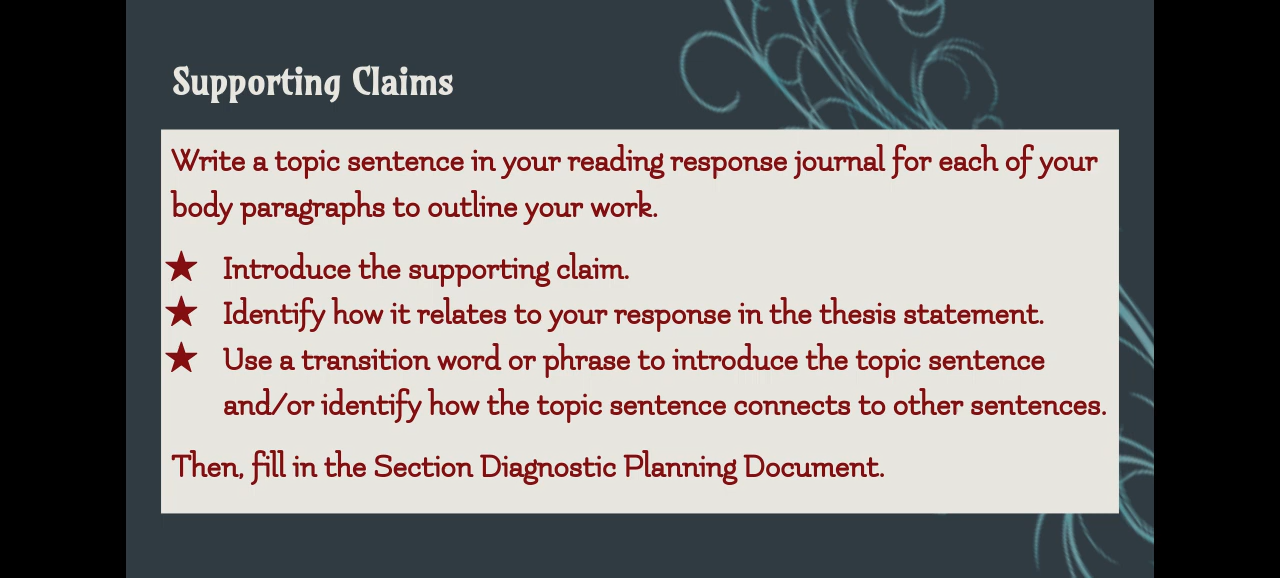 Supporting Claims
Write a topic sentence in your reading response journal for each of your
body paragraphs to outline your work.
★ Introduce the supporting claim.
★ Identify how it relates to your response in the thesis statement.
★ Use a transition word or phrase to introduce the topic sentence
and/or identify how the topic sentence connects to other sentences.
Then, fill in the Section Diagnostic Planning Document.